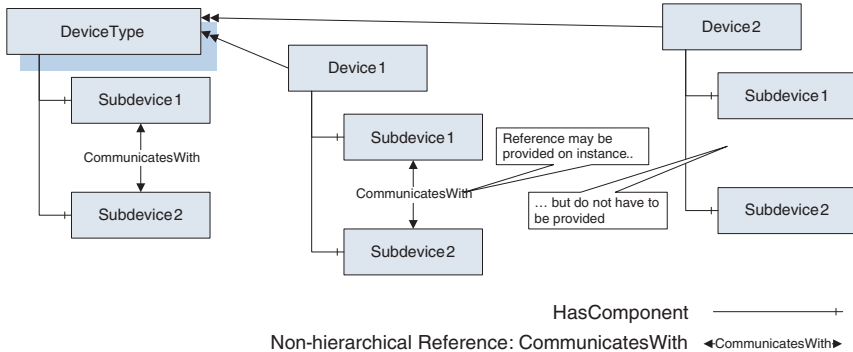 DeviceType
Subdevice1
CommunicatesWith
Subdevice2
Device1
Subdevice1
CommunicatesWith
Subdevice2
Reference may be
provided on instance..
... but do not have to
be provided
Device2
Subdevice1
Subdevice2
HasComponent
Non-hierarchical Reference: CommunicatesWith
CommunicatesWith